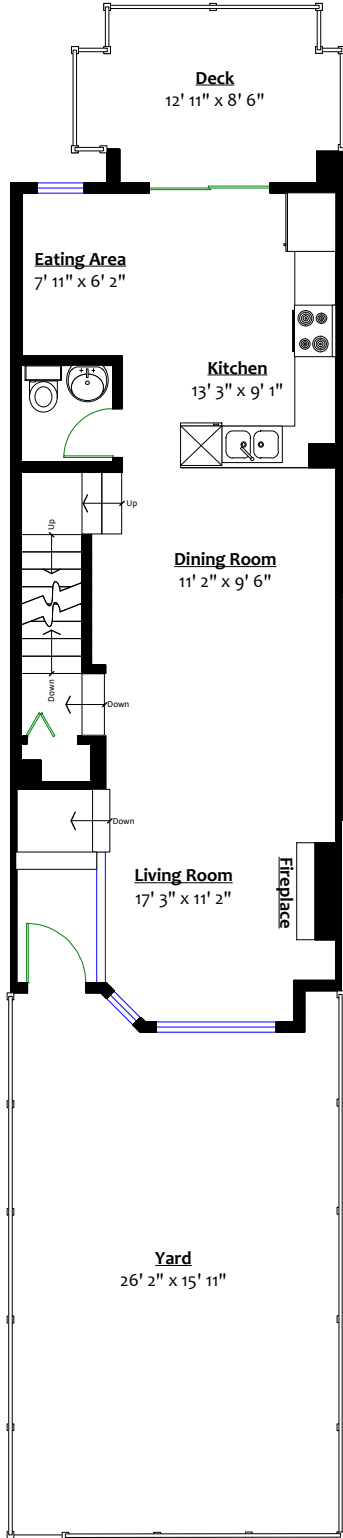 Deck
12' 11" x 8' 6"
Eating Area
7' 11" x 6' 2"
Kitchen
13' 3" x 9' 1"
Up
Up
Dining Room
11' 2" x 9' 6"
Down
Down
Down
Living Room
17' 3" x 11' 2"
Fireplace
Yard
26' 2" x 15' 11"